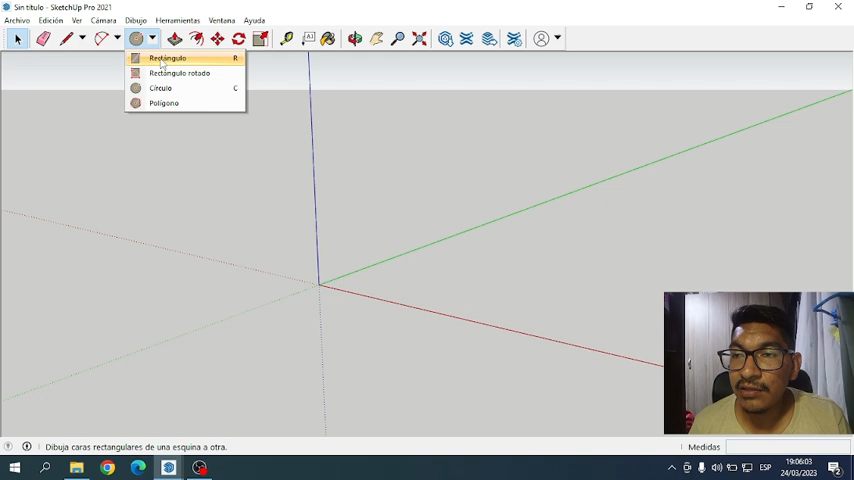 Sin título - SketchUp Pro 2021
Archivo Edición Ver Cámara Dibujo Herramientas Ventana Ayuda
Rectángulo R
Rectángulo rotado
Círculo C
Polígono
Dibuja caras rectangulares de una esquina a otra.
Medidas
ESP
19:06:03
24/03/2023
2